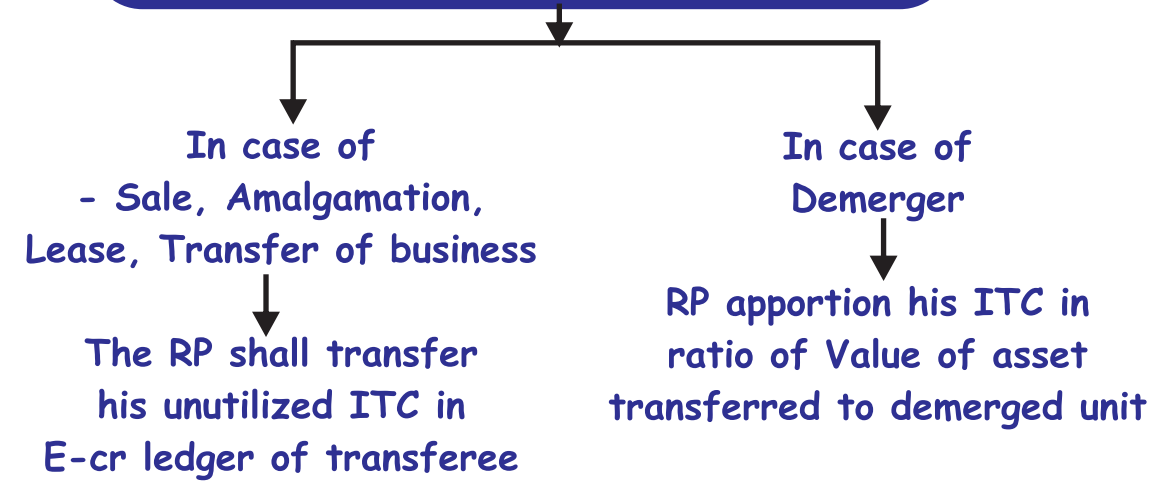 In case of
- Sale, Amalgamation,
Lease, Transfer of business
The RP shall transfer
his unutilized ITC in
E-cr ledger of transferee
In case of
Demerger
RP apportion his ITC in
ratio of Value of asset
transferred to demerged unit